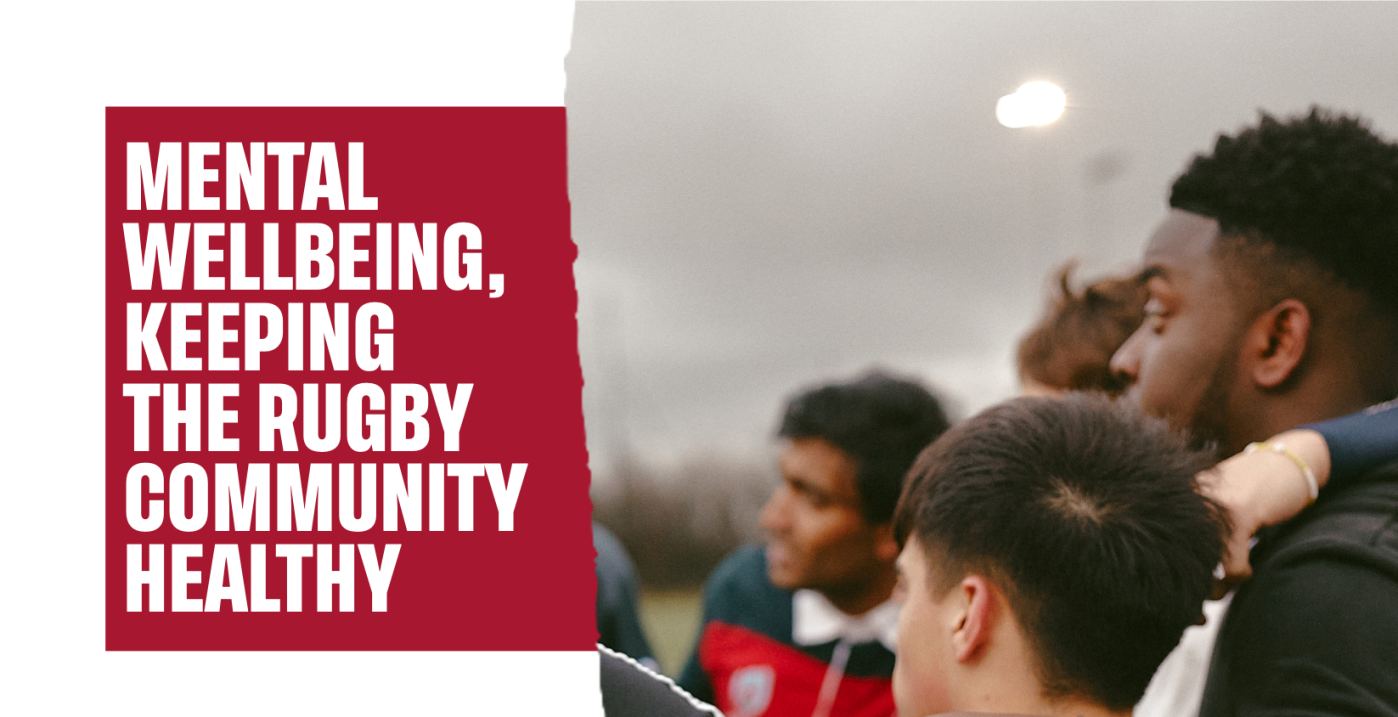 MENTAL
WELLBEING,
KEEPING
THE RUGBY
COMMUNITY
HEALTHY